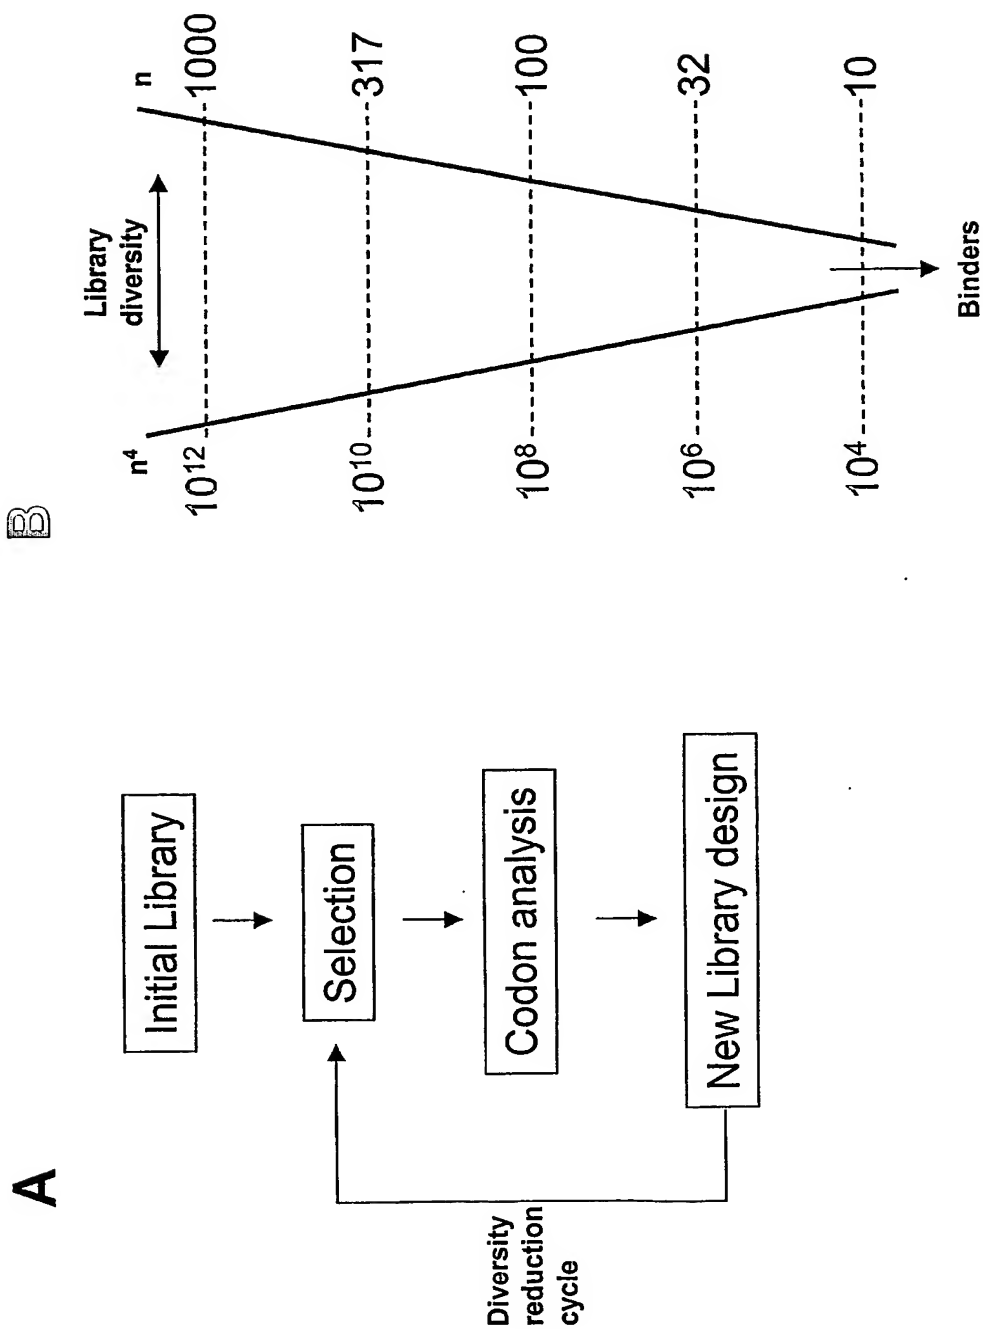 A
Initial Library
Selection
Codon analysis
New Library design
Diversity
reduction
cycle
B
Library
diversity
n⁴ n
10¹² 1000
10¹⁰ 317
10⁸ 100
10⁶ 32
10⁴ 10
Binders